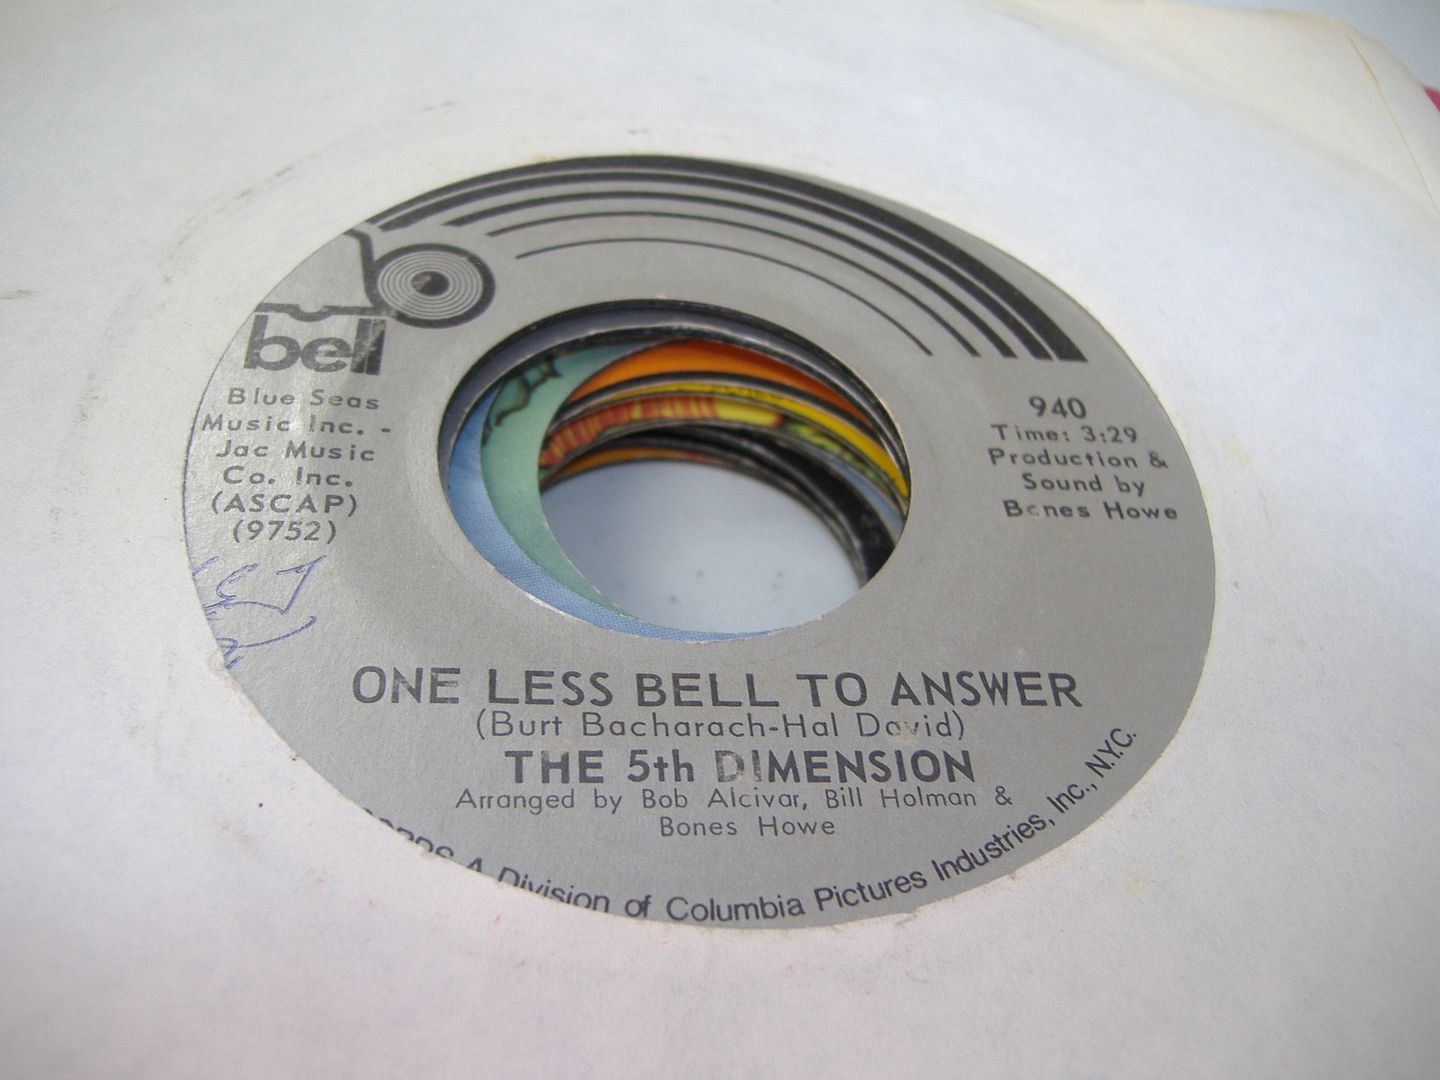 bell
Blue Seas
Music Inc. -
Jac Music
Co. Inc.
(ASCAP)
(9752)
940
Time: 3:29
Production &
Sound by
Bones Howe
ONE LESS BELL TO ANSWER
(Burt Bacharach-Hal David)
THE 5th DIMENSION
Arranged by Bob Alcivar, Bill Holman &
Bones Howe
A Division of Columbia Pictures Industries, Inc., N.Y.C.